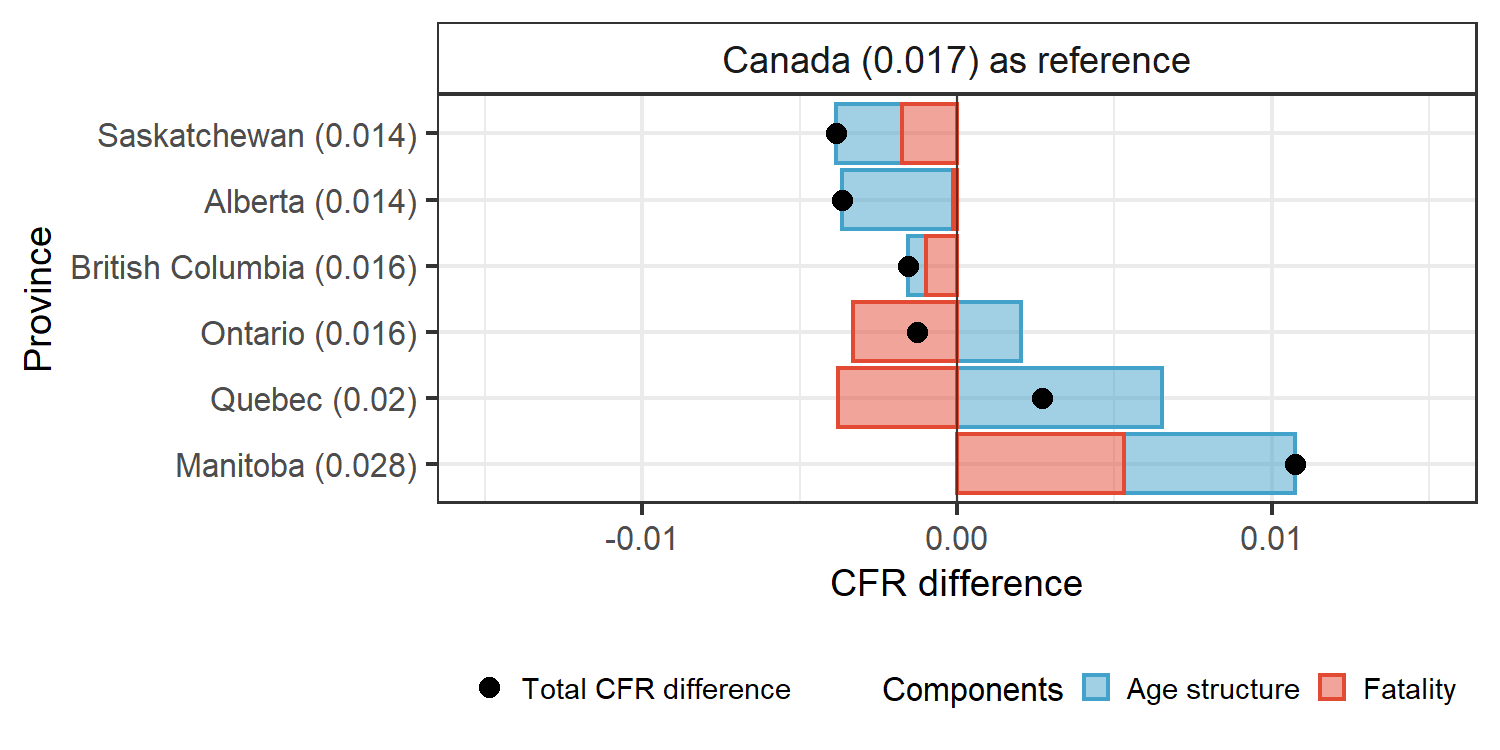 Canada (0.017) as reference
Province
Saskatchewan (0.014)
Alberta (0.014)
British Columbia (0.016)
Ontario (0.016)
Quebec (0.02)
Manitoba (0.028)
-0.01 0.00 0.01
CFR difference
Total CFR difference Components Age structure Fatality